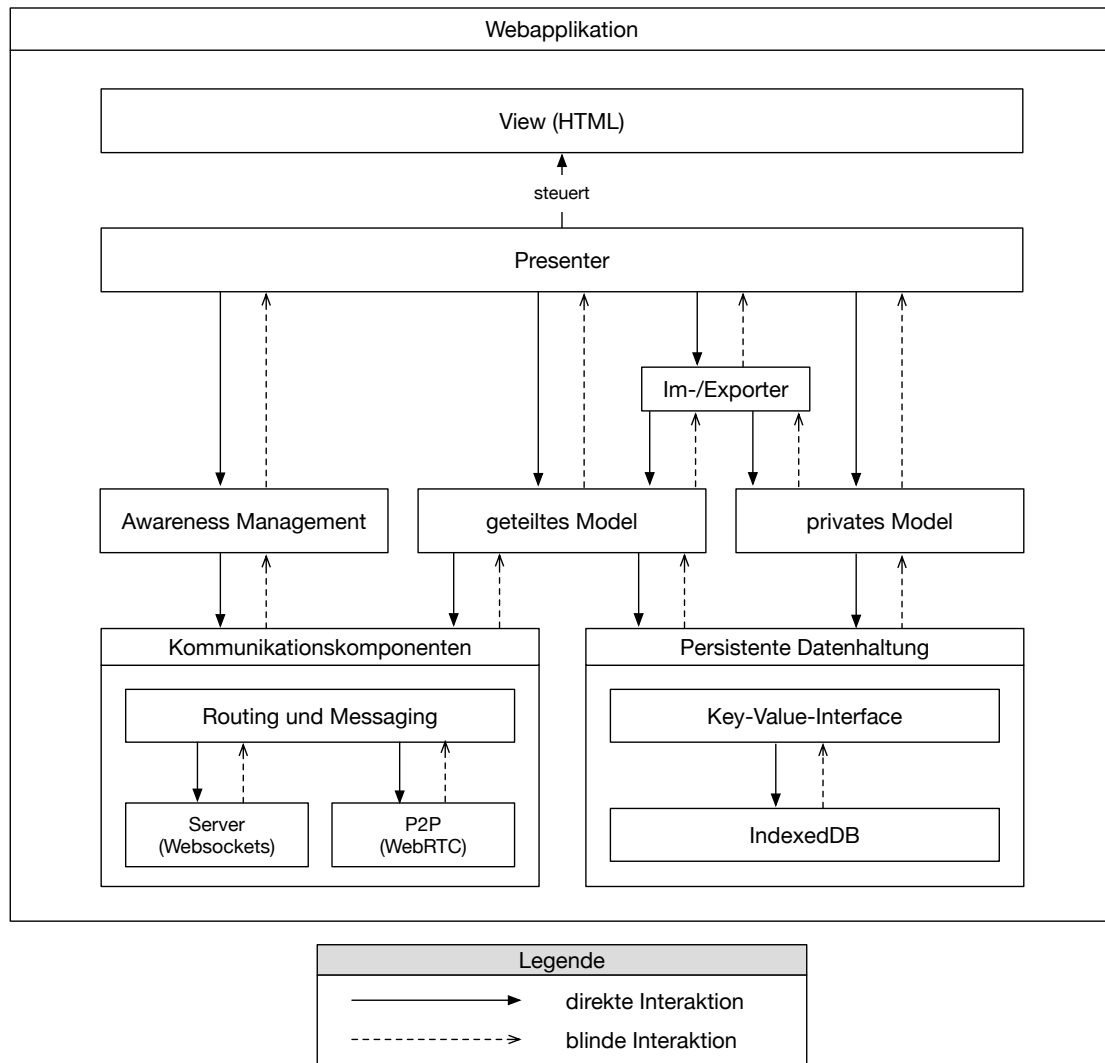 Webapplikation
View (HTML)
steuert
Presenter
Im-/Exporter
Awareness Management
geteiltes Model
privates Model
Kommunikationskomponenten
Persistente Datenhaltung
Routing und Messaging
Key-Value-Interface
Server
(Websockets)
P2P
(WebRTC)
IndexedDB
Legende
direkte Interaktion
blinde Interaktion